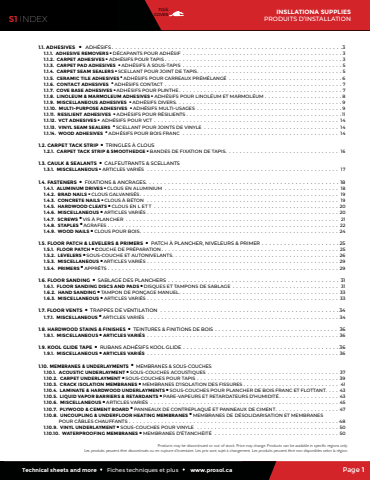 S1 INDEX
INSLLATIONA SUPPLIES
PRODUITS D'INSTALLATION
1.1. ADHESIVES • ADHÉSIFS 3
1.1.1. ADHESIVE REMOVERS • DÉCAPANTS POUR ADHÉSIF 3
1.1.2. CARPET ADHESIVES • ADHÉSIFS POUR TAPIS 3
1.1.3. CARPET PAD ADHESIVES • ADHÉSIFS À SOUS-TAPIS 5
1.1.4. CARPET SEAM SEALERS • SCELLANT POUR JOINT DE TAPIS 5
1.1.5. CERAMIC TILE ADHESIVES • ADHÉSIFS POUR CARREAUX PRÉMÉLANGÉ 6
1.1.6. CONTACT ADHESIVES • ADHÉSIFS CONTACT 7
1.1.7. COVE BASE ADHESIVES • ADHÉSIFS POUR PLINTHE 7
1.1.8. LINOLEUM & MARMOLEUM ADHESIVES • ADHÉSIFS POUR LINOLEUM ET MARMOLÉUM 8
1.1.9. MISCELLANEOUS ADHESIVES • ADHÉSIFS DIVERS 9
1.1.10. MULTI-PURPOSE ADHESIVES • ADHÉSIFS MULTI-USAGES 9
1.1.11. RESILIENT ADHESIVES • ADHÉSIFS POUR RÉSILIENTS 11
1.1.12. VCT ADHESIVES • ADHÉSIFS POUR VCT 14
1.1.13. VINYL SEAM SEALERS • SCELLANT POUR JOINTS DE VINYLE 14
1.1.14. WOOD ADHESIVES • ADHÉSIFS POUR BOIS FRANC 14
1.2. CARPET TACK STRIP • TRINGLES À CLOUS
1.2.1. CARPET TACK STRIP & SMOOTHEDGE • BANDES DE FIXATION DE TAPIS 16
1.3. CAULK & SEALANTS • CALFEUTRANTS & SCELLANTS
1.3.1. MISCELLANEOUS • ARTICLES VARIÉS 17
1.4. FASTENERS • FIXATIONS & ANCRAGES 18
1.4.1. ALUMINUM DRIVES • CLOUS EN ALUMINIUM 18
1.4.2. BRAD NAILS • CLOUS GALVANISÉS 19
1.4.3. CONCRETE NAILS • CLOUS À BÉTON 19
1.4.5. HARDWOOD CLEATS • CLOUS EN L ET T 20
1.4.6. MISCELLANEOUS • ARTICLES VARIÉS 20
1.4.7. SCREWS • VIS À PLANCHER 21
1.4.8. STAPLES • AGRAFES 22
1.4.9. WOOD NAILS • CLOUS POUR BOIS 24
1.5. FLOOR PATCH & LEVELERS & PRIMERS • PATCH À PLANCHER, NIVELEURS & PRIMER 25
1.5.1. FLOOR PATCH • COUCHE DE PRÉPARATION 25
1.5.2. LEVELERS • SOUS-COUCHE ET AUTONIVELANTS 26
1.5.3. MISCELLANEOUS • ARTICLES VARIÉS 29
1.5.4. PRIMERS • APPRÊTS 29
1.6. FLOOR SANDING • SABLAGE DES PLANCHERS 31
1.6.1. FLOOR SANDING DISCS AND PADS • DISQUES ET TAMPONS DE SABLAGE 31
1.6.2. HAND SANDING • TAMPON DE PONÇAGE MANUEL 33
1.6.3. MISCELLANEOUS • ARTICLES VARIÉS 33
1.7. FLOOR VENTS • TRAPPES DE VENTILATION 34
1.7.1. MISCELLANEOUS • ARTICLES VARIÉS 34
1.8. HARDWOOD STAINS & FINISHES • TEINTURES & FINITIONS DE BOIS 36
1.8.1. MISCELLANEOUS • ARTICLES VARIÉS 36
1.9. KOOL GLIDE TAPE • RUBANS ADHÉSIFS KOOL GLIDE 36
1.9.1. MISCELLANEOUS • ARTICLES VARIÉS 36
1.10. MEMBRANES & UNDERLAYMENTS • MEMBRANES & SOUS-COUCHES
1.10.1. ACOUSTIC UNDERLAYMENT • SOUS-COUCHES ACOUSTIQUES 37
1.10.2. CARPET UNDERLAYMENT • SOUS-COUCHES POUR TAPIS 39
1.10.3. CRACK ISOLATION MEMBRANES • MEMBRANES D'ISOLATION DES FISSURES 41
1.10.4. LAMINATE & HARDWOOD UNDERLAYMENTS • SOUS-COUCHES POUR PLANCHER DE BOIS FRANC ET FLOTTANT 43
1.10.5. LIQUID VAPOR BARRIERS & RETARDANTS • PARE-VAPEURS ET RETARDATEURS D'HUMIDITÉ 43
1.10.6. MISCELLANEOUS • ARTICLES VARIÉS 45
1.10.7. PLYWOOD & CEMENT BOARD • PANNEAUX DE CONTREPLAQUÉ ET PANNEAUX DE CIMENT 47
1.10.8. UNCOUPLING & UNDERFLOOR HEATING MEMBRANES • MEMBRANES DE DÉSOLIDARISATION ET MEMBRANES
POUR CÂBLES CHAUFFANTS 48
1.10.9. VINYL UNDERLAYMENT • SOUS-COUCHES POUR VINYLE 50
1.10.10. WATERPROOFING MEMBRANES • MEMBRANES D'ÉTANCHÉITÉ 50
Products may be discontinued or out of stock. Price may change. Products can be available in specific regions only.
Les produits peuvent être discontinués ou en rupture d'inventaire. Les prix sont sujet à changement. Les produits peuvent être non disponibles selon la région.
Technical sheets and more • Fiches techniques et plus • www.prosol.ca
Page 1